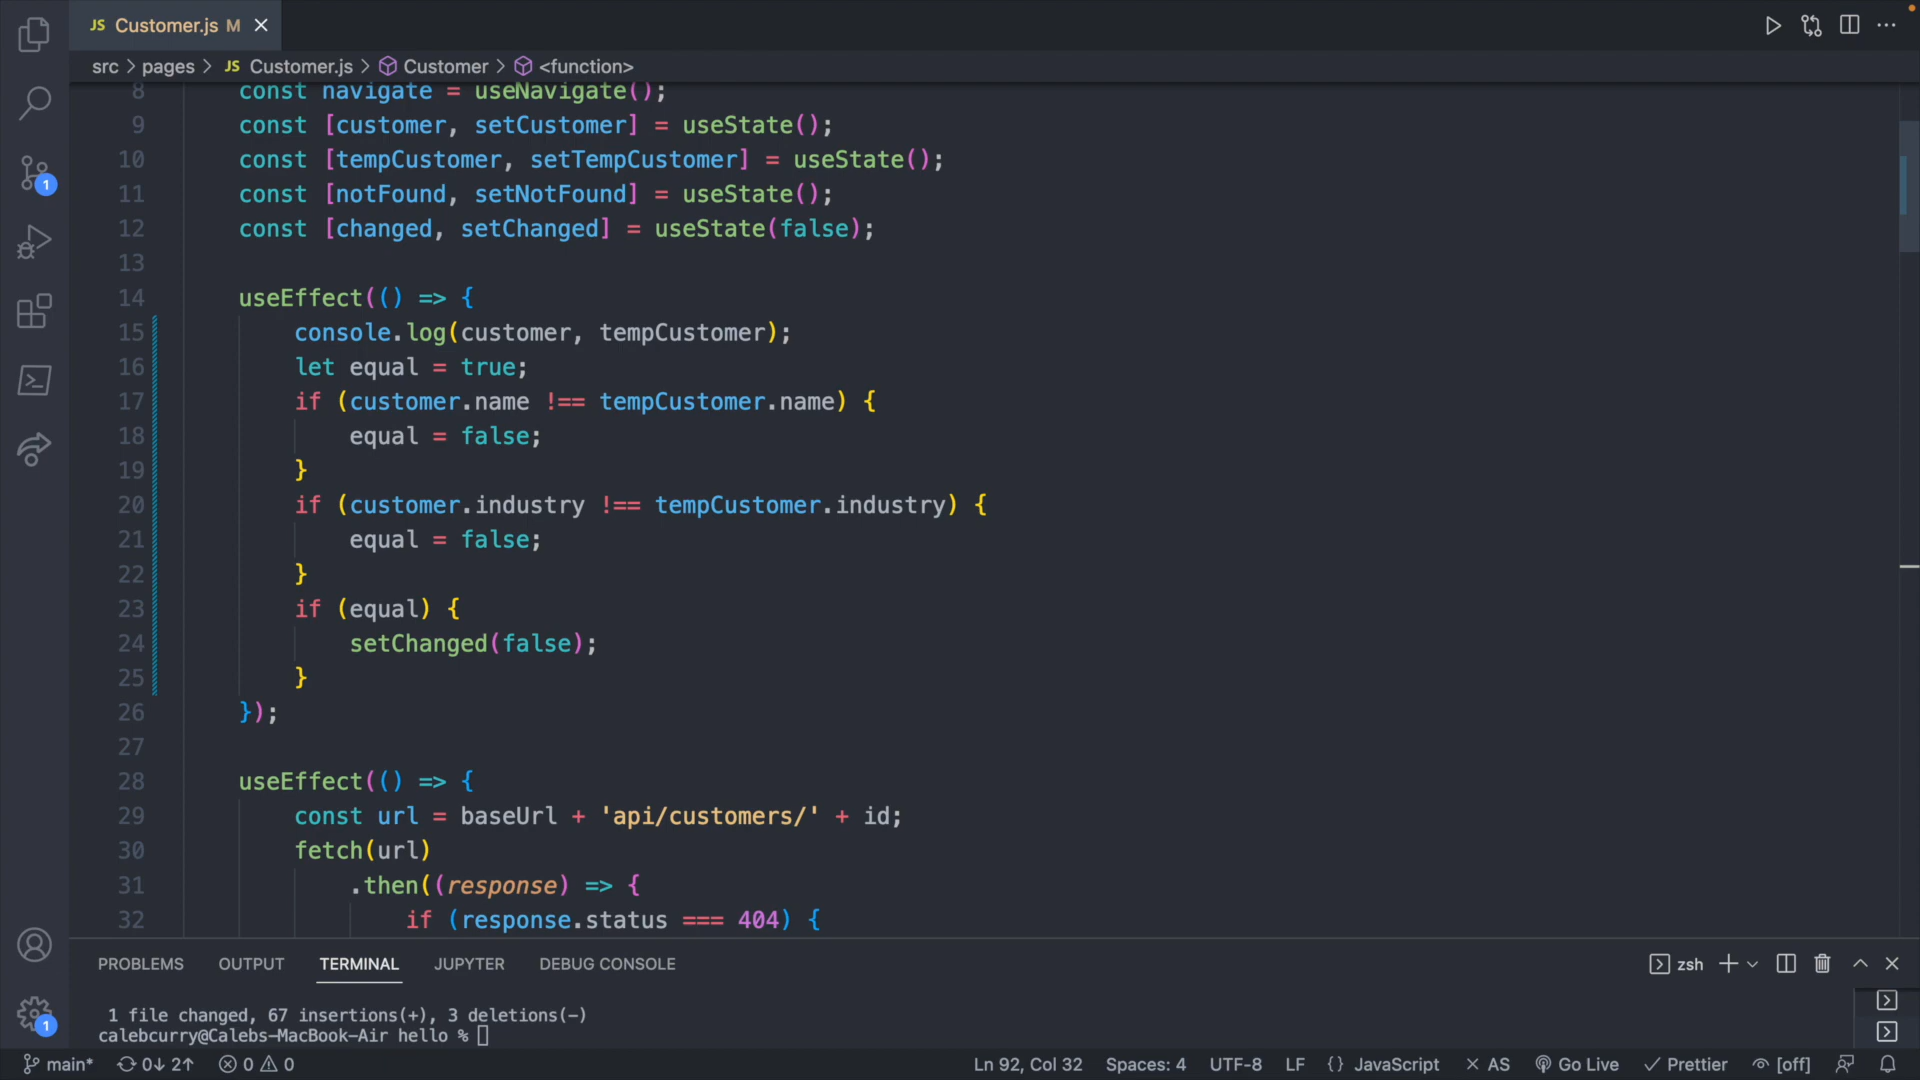 JS Customer.js M
src > pages > JS Customer.js > Customer > <function>
8 const navigate = useNavigate();
9 const [customer, setCustomer] = useState();
10 const [tempCustomer, setTempCustomer] = useState();
11 const [notFound, setNotFound] = useState();
12 const [changed, setChanged] = useState(false);
13
14 useEffect(() => {
15 console.log(customer, tempCustomer);
16 let equal = true;
17 if (customer.name !== tempCustomer.name) {
18 equal = false;
19 }
20 if (customer.industry !== tempCustomer.industry) {
21 equal = false;
22 }
23 if (equal) {
24 setChanged(false);
25 }
26 });
27
28 useEffect(() => {
29 const url = baseUrl + 'api/customers/' + id;
30 fetch(url)
31 .then((response) => {
32 if (response.status === 404) {
PROBLEMS OUTPUT TERMINAL JUPYTER DEBUG CONSOLE zsh
1 file changed, 67 insertions(+), 3 deletions(-)
calebcurry@Calebs-MacBook-Air hello %
1
1
main* 0↓ 2↑ 0 0 Ln 92, Col 32 Spaces: 4 UTF-8 LF {} JavaScript × AS Go Live ✓ Prettier [off]